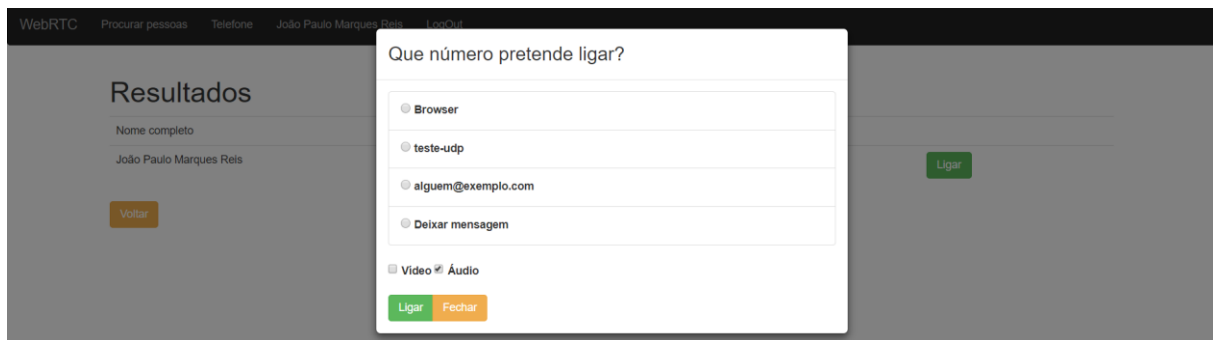 WebRTC Procurar pessoas Telefone João Paulo Marques Reis LogOut
Que número pretende ligar?
Resultados
Browser
Nome completo
teste-udp
João Paulo Marques Reis
Ligar
alguem@exemplo.com
Voltar
Deixar mensagem
Vídeo Áudio
Ligar Fechar